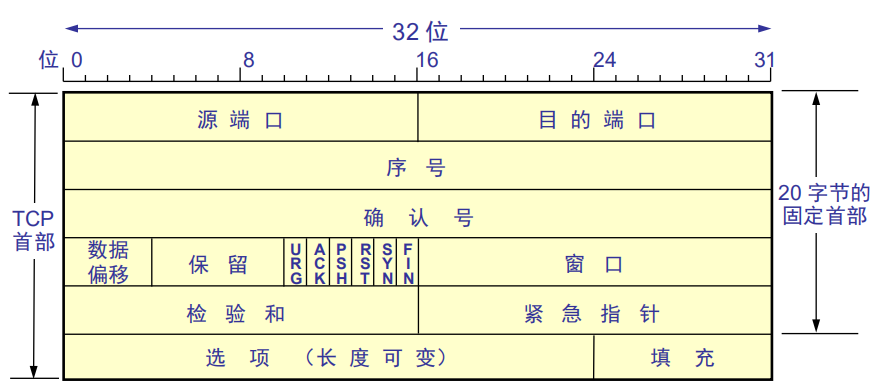 32 位
位 0 8 16 24 31
源 端 口 目 的 端 口
序 号
确 认 号
TCP
首部
20 字节的
固定首部
数据
偏移
保 留
URG
ACK
PSH
RST
SYN
FIN
窗 口
检 验 和 紧 急 指 针
选 项 （长 度 可 变） 填 充